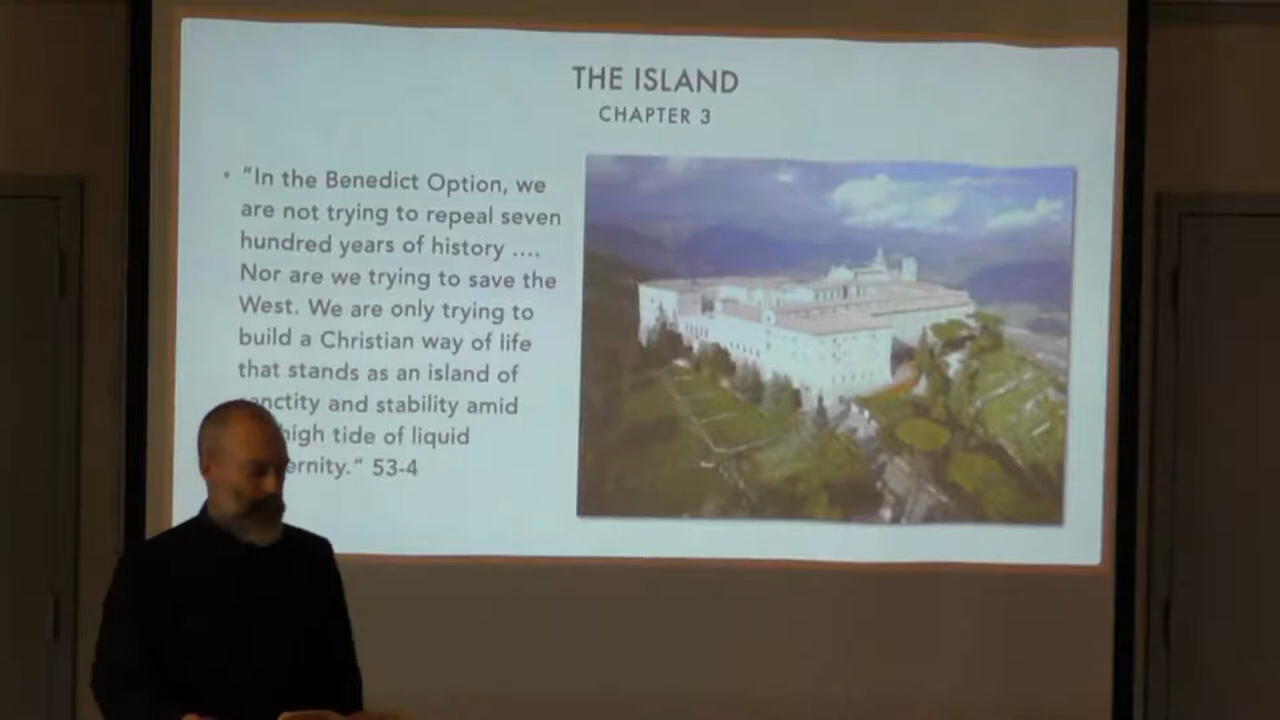 THE ISLAND
CHAPTER 3
• "In the Benedict Option, we
are not trying to repeal seven
hundred years of history ....
Nor are we trying to save the
West. We are only trying to
build a Christian way of life
that stands as an island of
anctity and stability amid
high tide of liquid
ernity." 53-4